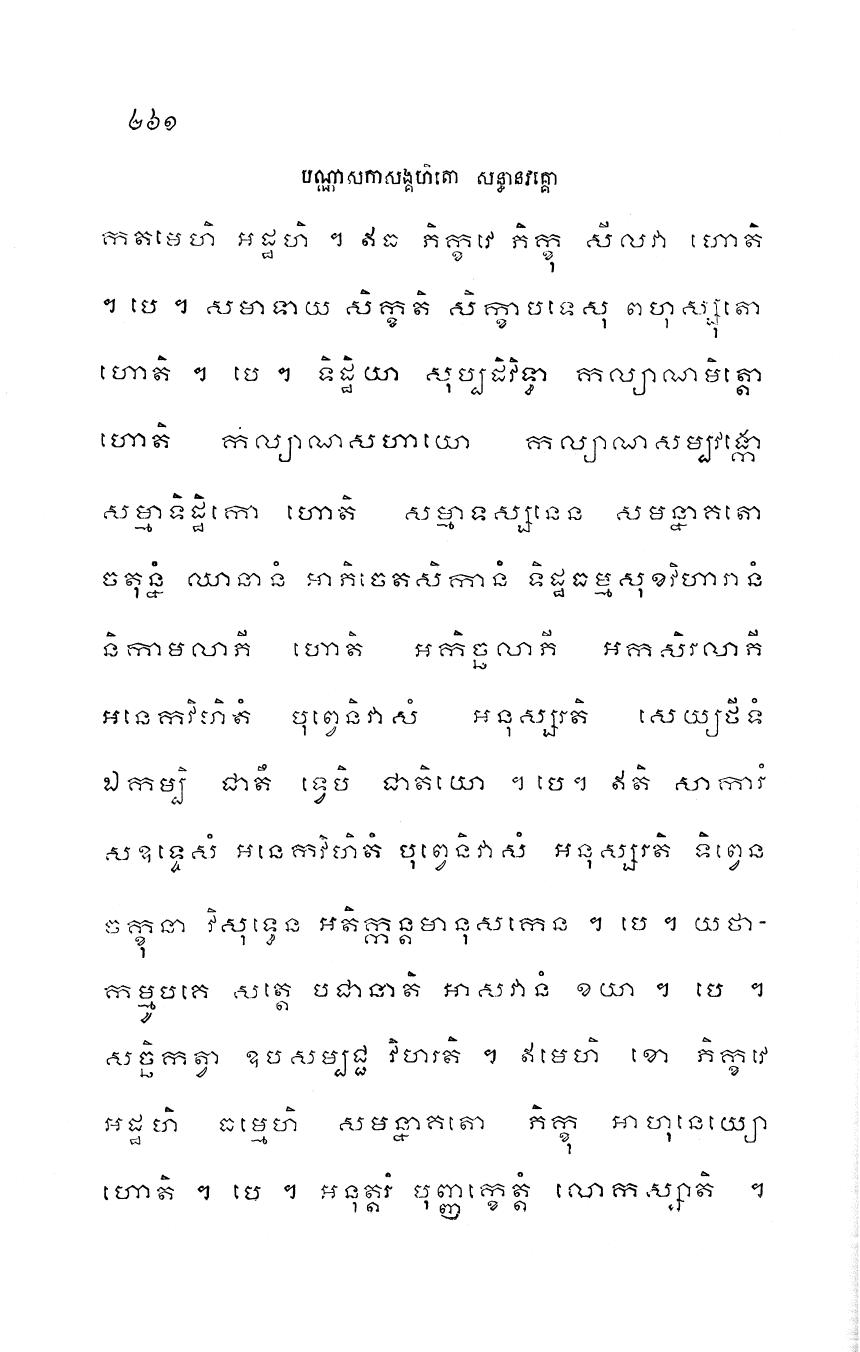 ៤៦១
បណ្ណាសកាសង្គហិតោ សន្ធានវគ្គោ
កតមេហិ អដ្ឋហិ ។ ឥធ ភិក្ខវេ ភិក្ខុ សីលវា ហោតិ
។ បេ ។ សមាទាយ សិក្ខតិ សិក្ខាបទេសុ ពហុស្សុតោ
ហោតិ ។ បេ ។ ទិដ្ឋិយា សុប្បដិវិទ្ធា កល្យាណមិត្តោ
ហោតិ កល្យាណសហាយោ កល្យាណសម្បវង្កោ
សម្មាទិដ្ឋិកោ ហោតិ សម្មាទស្សនេន សមន្នាគតោ
ចតុន្នំ ឈានានំ អាភិចេតសិកានំ ទិដ្ឋធម្មសុខវិហារានំ
និកាមលាភី ហោតិ អកិច្ឆលាភី អកសិរលាភី
អនេកវិហិតំ បុព្វេនិវាសំ អនុស្សរតិ សេយ្យថីទំ
ឯកម្បិ ជាតឹ ទ្វេបិ ជាតិយោ ។ បេ។ ឥតិ សាការំ
សឧទ្ទេសំ អនេកវិហិតំ បុព្វេនិវាសំ អនុស្សរតិ ទិព្វេន
ចក្ខុនា វិសុទ្ធេន អតិក្កន្តមានុសកេន ។ បេ ។ យថា-
កម្មូបគេ សត្តេ បជានាតិ អាសវានំ ខយា ។ បេ ។
សច្ឆិកត្វា ឧបសម្បជ្ជ វិហរតិ ។ ឥមេហិ ខោ ភិក្ខវេ
អដ្ឋហិ ធម្មេហិ សមន្នាគតោ ភិក្ខុ អាហុនេយ្យោ
ហោតិ ។ បេ ។ អនុត្តរំ បុញ្ញក្ខេត្តំ លោកស្សាតិ ។